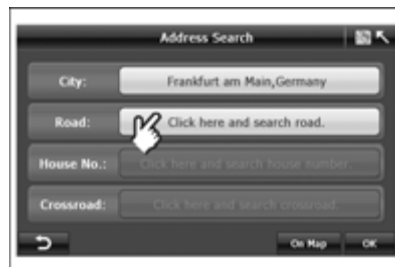 Address Search
City: Frankfurt am Main,Germany
Road: Click here and search road.
House No.: Click here and search house number.
Crossroad: Click here and search crossroad.
On Map OK